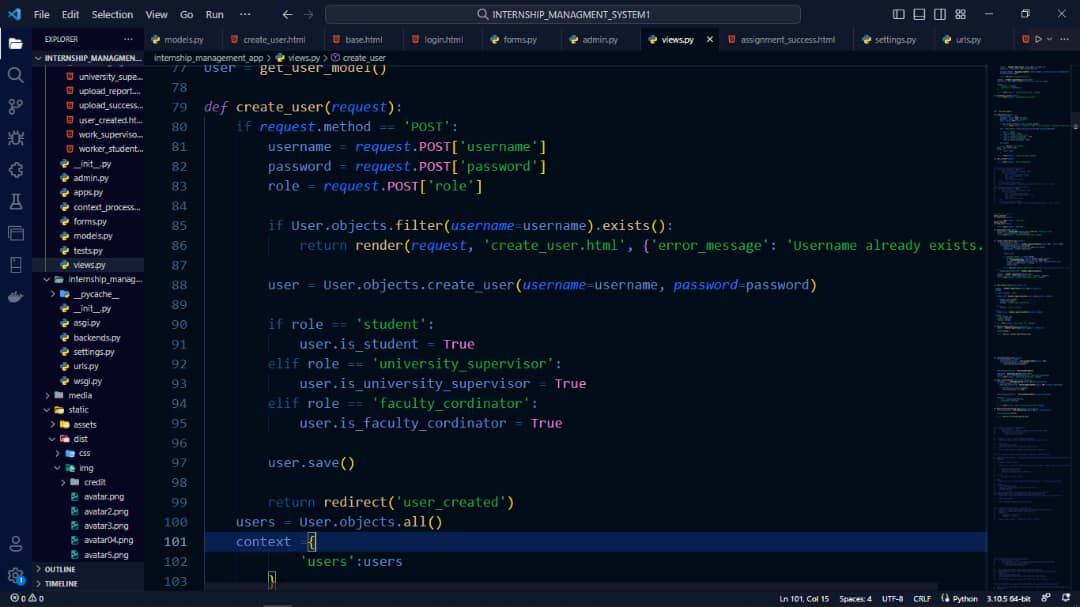 File Edit Selection View Go Run ··· INTERNSHIP_MANAGMENT_SYSTEM1
EXPLORER ···
models.py create_user.html base.html login.html forms.py admin.py views.py assignment_success.html settings.py urls.py
internship_management_app > views.py > create_user
INTERNSHIP_MANAGMEN...
university_supe...
upload_report....
upload_success...
user_created.ht...
work_superviso...
worker_student...
__init__.py
admin.py
apps.py
context_process...
forms.py
models.py
tests.py
views.py
internship_manag...
__pycache__
__init__.py
asgi.py
backends.py
settings.py
urls.py
wsgi.py
media
static
assets
dist
css
img
credit
avatar.png
avatar2.png
avatar3.png
avatar04.png
avatar5.png
OUTLINE
TIMELINE
77 User = get_user_model()
78
79 def create_user(request):
80 if request.method == 'POST':
81 username = request.POST['username']
82 password = request.POST['password']
83 role = request.POST['role']
84
85 if User.objects.filter(username=username).exists():
86 return render(request, 'create_user.html', {'error_message': 'Username already exists.
87
88 user = User.objects.create_user(username=username, password=password)
89
90 if role == 'student':
91 user.is_student = True
92 elif role == 'university_supervisor':
93 user.is_university_supervisor = True
94 elif role == 'faculty_cordinator':
95 user.is_faculty_cordinator = True
96
97 user.save()
98
99 return redirect('user_created')
100 users = User.objects.all()
101 context ={
102 'users':users
103 }
1
0 0 Ln 101, Col 15 Spaces: 4 UTF-8 CRLF Python 3.10.5 64-bit